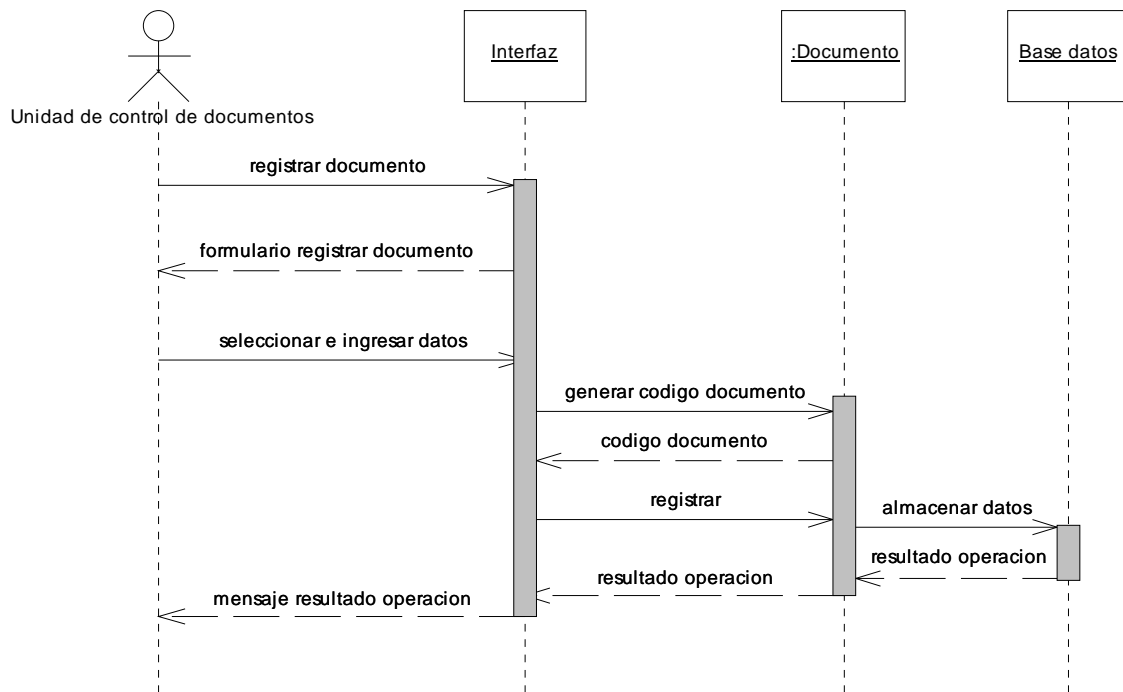 Interfaz
:Documento
Base datos
Unidad de control de documentos
registrar documento
formulario registrar documento
seleccionar e ingresar datos
generar codigo documento
codigo documento
registrar
almacenar datos
resultado operacion
resultado operacion
mensaje resultado operacion